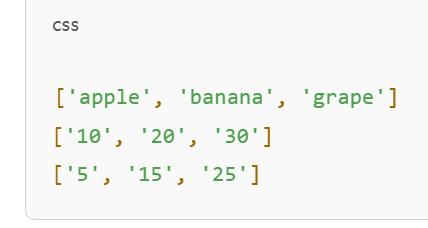 css
['apple', 'banana', 'grape']
['10', '20', '30']
['5', '15', '25']